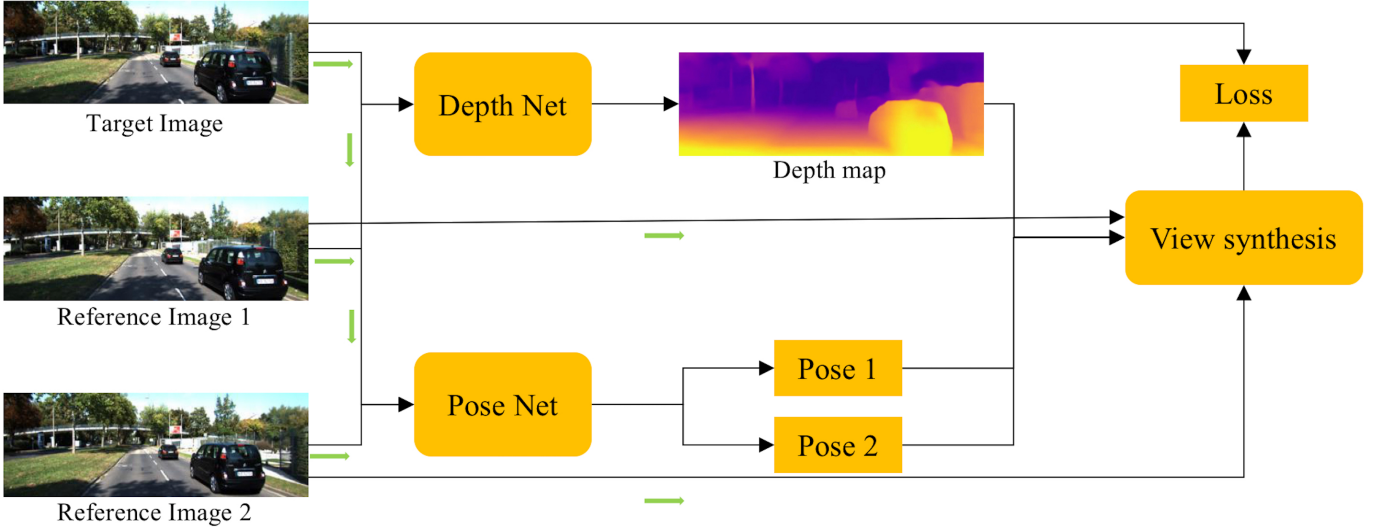 Target Image
Depth Net
Depth map
Loss
Reference Image 1
View synthesis
Pose Net
Pose 1
Pose 2
Reference Image 2